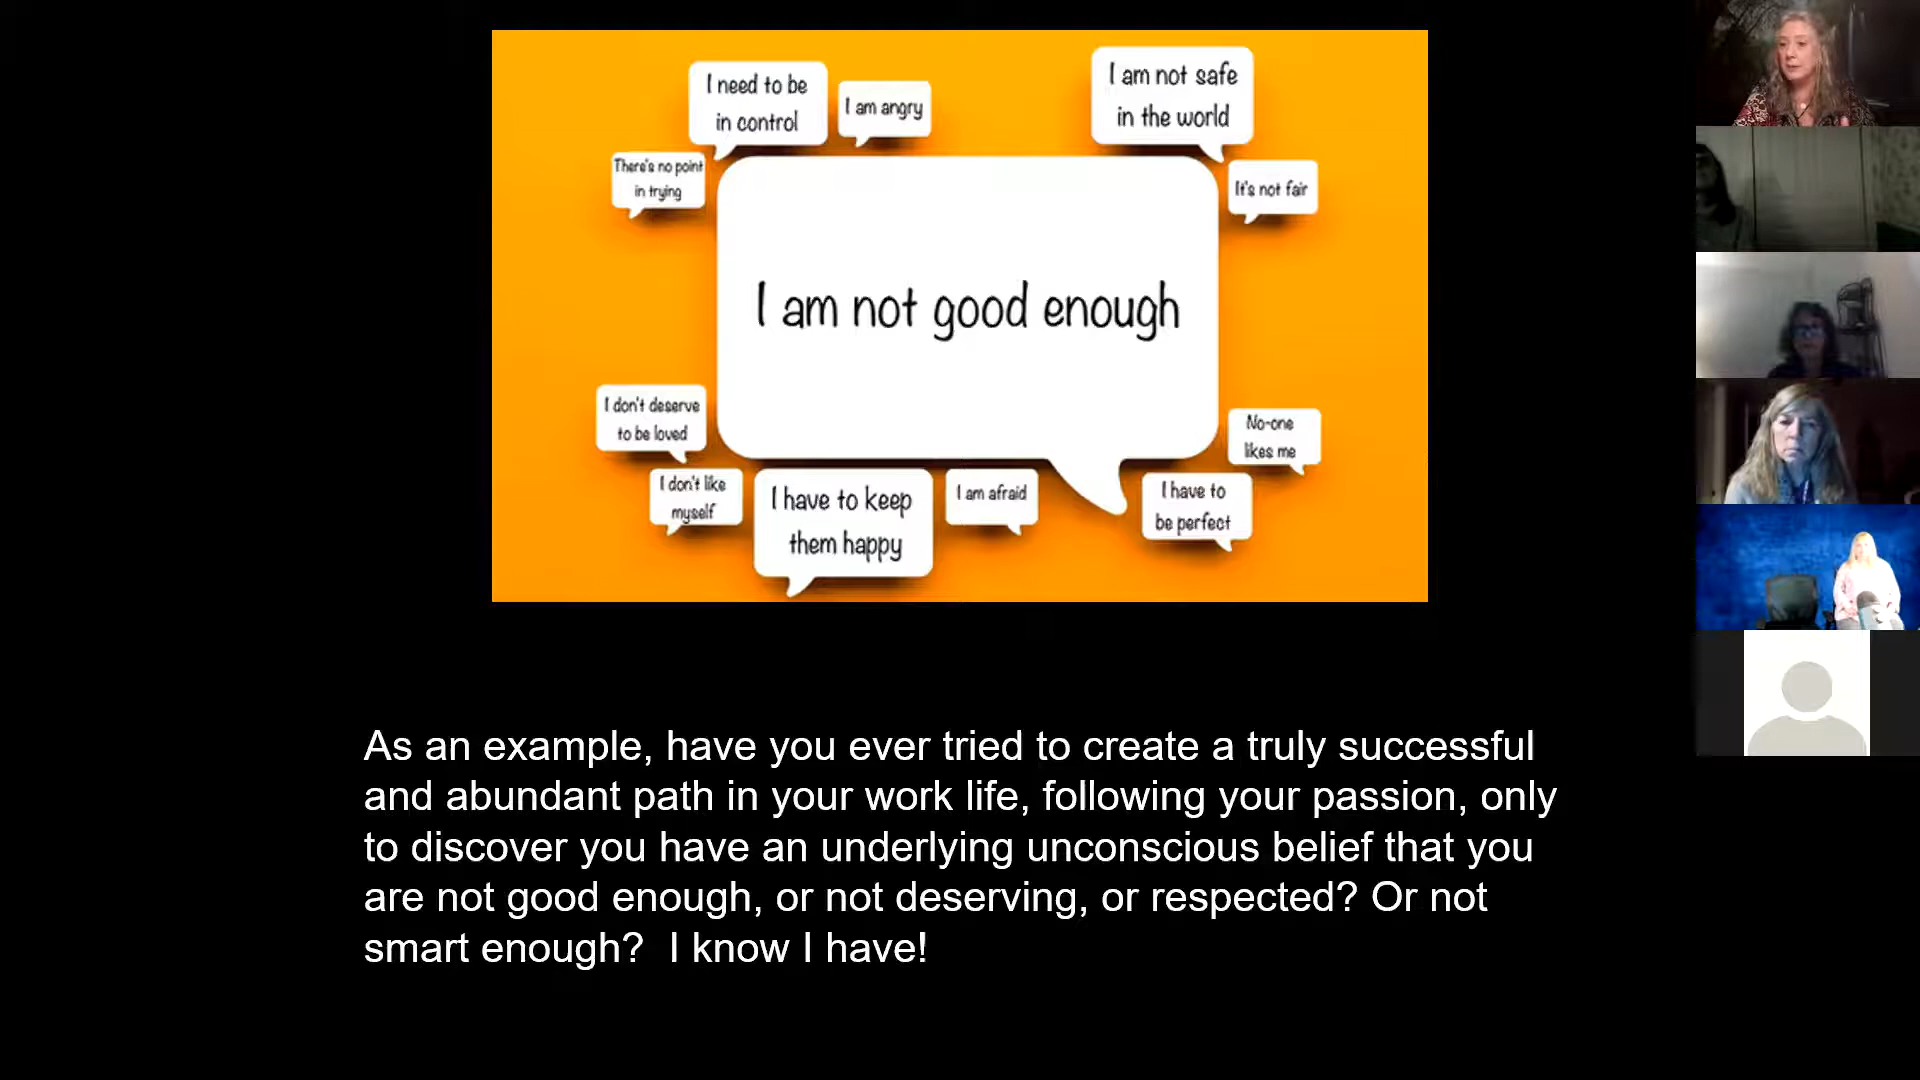 I need to be
in control
I am angry
I am not safe
in the world
There's no point
in trying
It's not fair
I am not good enough
I don't deserve
to be loved
No-one
likes me
I don't like
myself
I have to keep
them happy
I am afraid
I have to
be perfect
As an example, have you ever tried to create a truly successful
and abundant path in your work life, following your passion, only
to discover you have an underlying unconscious belief that you
are not good enough, or not deserving, or respected? Or not
smart enough?  I know I have!